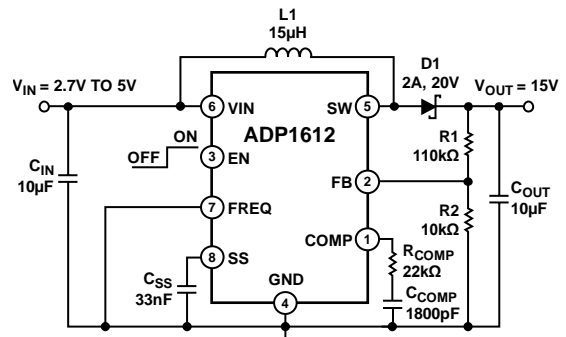 L1
15µH
D1
2A, 20V
V_IN = 2.7V TO 5V
V_OUT = 15V
6
VIN
SW
5
ADP1612
R1
110kΩ
ON
OFF
3
EN
C_IN
10µF
FB
2
C_OUT
10µF
R2
10kΩ
7
FREQ
COMP
1
R_COMP
22kΩ
8
SS
C_SS
33nF
GND
4
C_COMP
1800pF